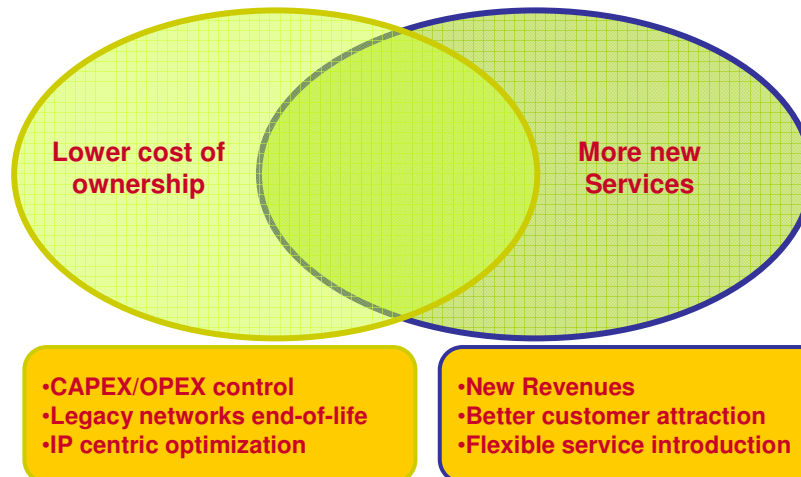 Lower cost of
ownership
More new
Services
•CAPEX/OPEX control
•Legacy networks end-of-life
•IP centric optimization
•New Revenues
•Better customer attraction
•Flexible service introduction